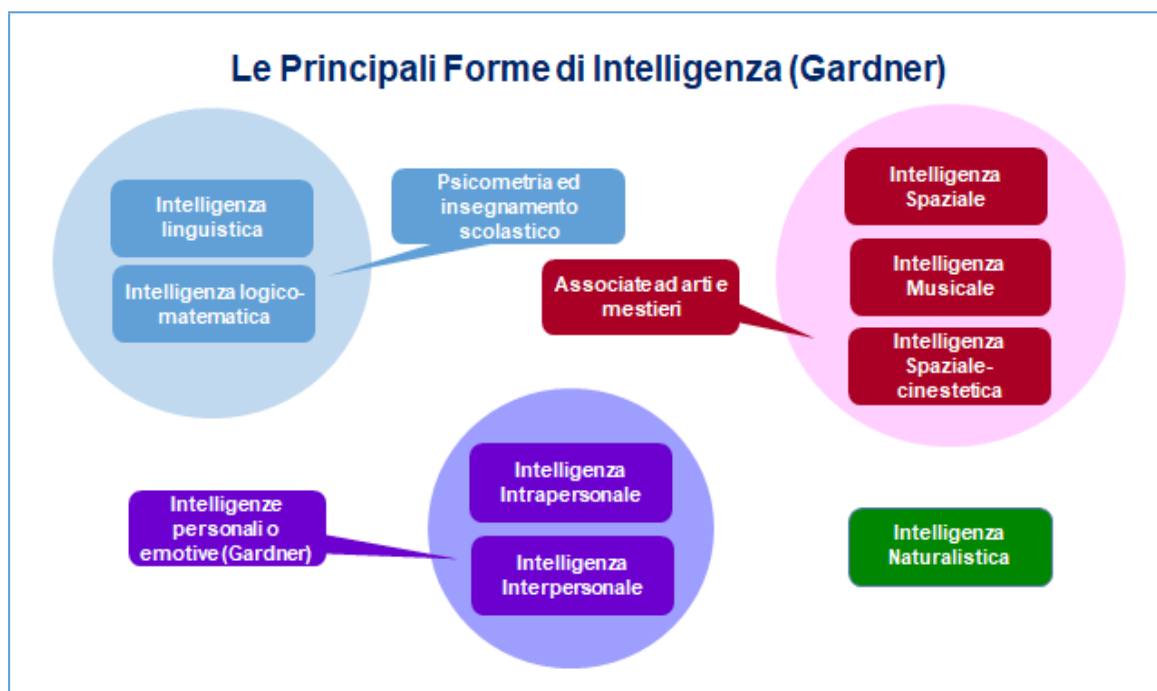 Le Principali Forme di Intelligenza (Gardner)
Intelligenza
linguistica
Intelligenza logico-
matematica
Psicometria ed
insegnamento
scolastico
Associate ad arti e
mestieri
Intelligenza
Spaziale
Intelligenza
Musicale
Intelligenza
Spaziale-
cinestetica
Intelligenze
personali o
emotive (Gardner)
Intelligenza
Intrapersonale
Intelligenza
Interpersonale
Intelligenza
Naturalistica